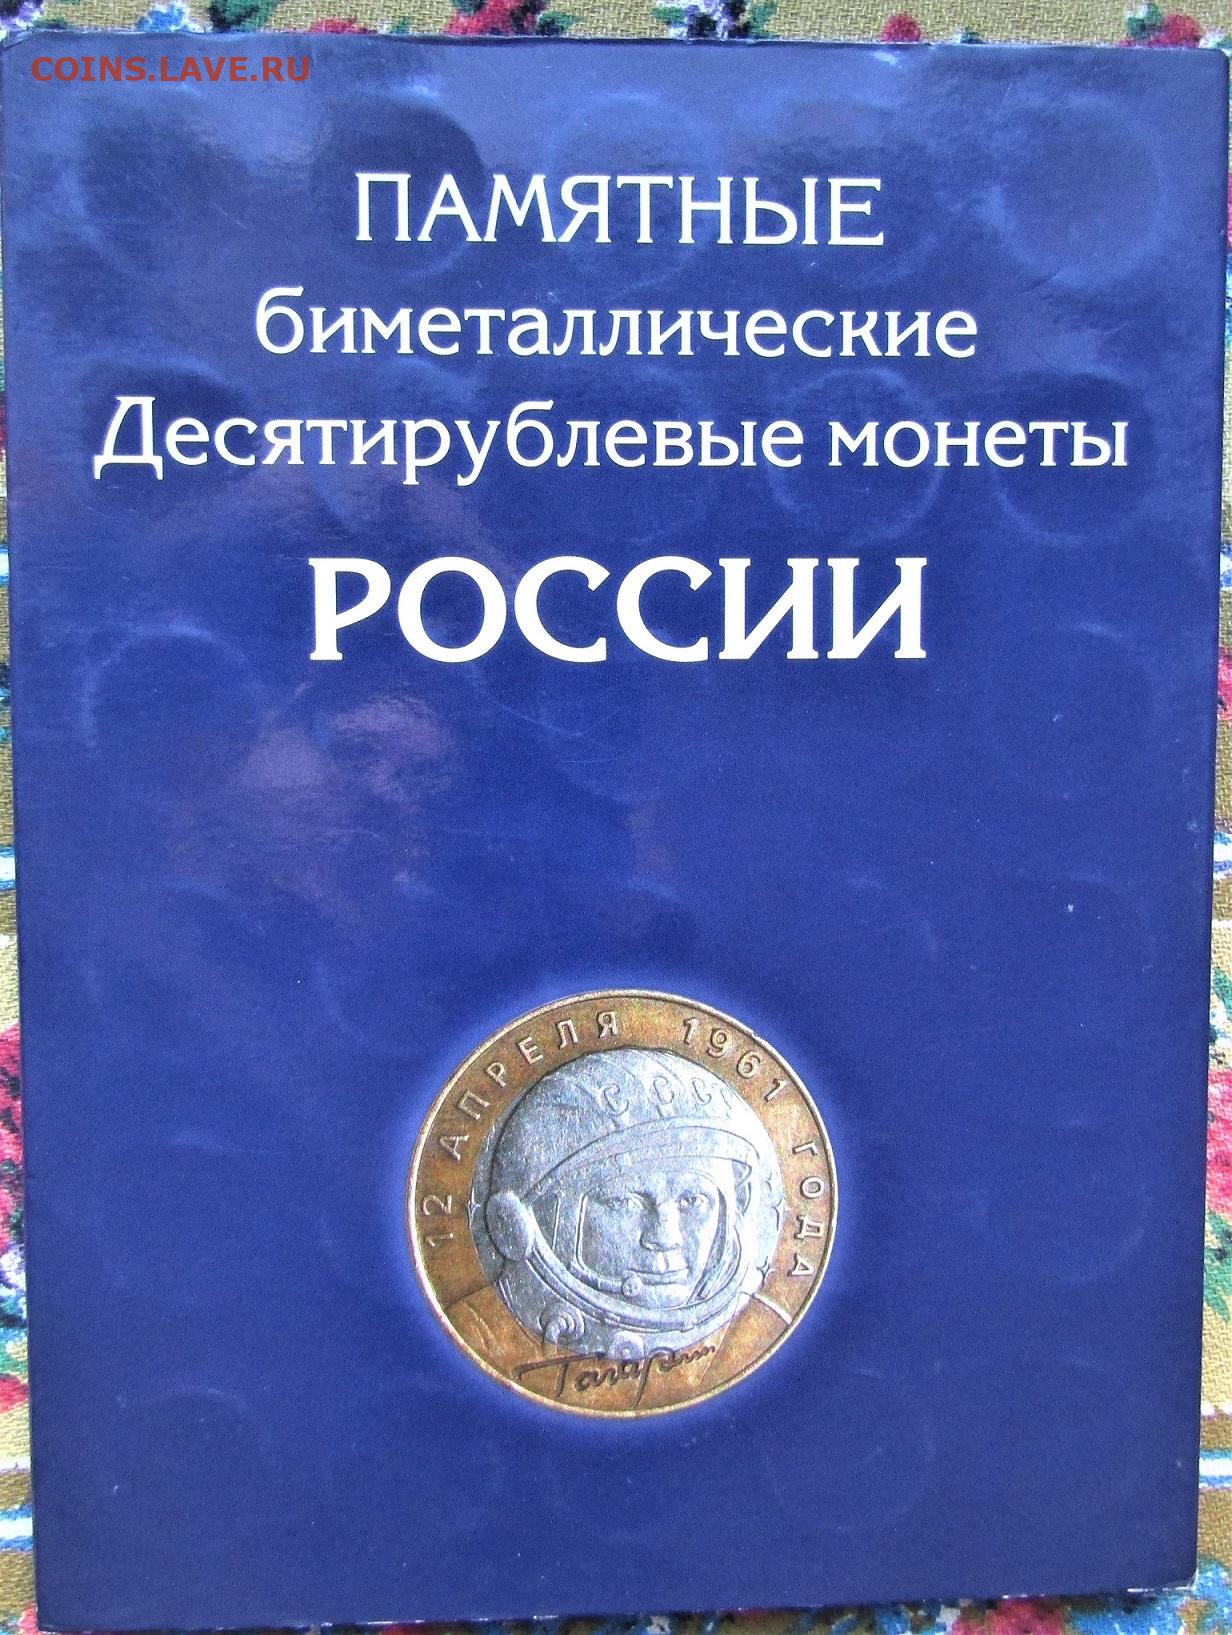 COINS.LAVE.RU
ПАМЯТНЫЕ
биметаллические
Десятирублевые монеты
РОССИИ
12 АПРЕЛЯ 1961 ГОДА
СССР
Гагарин